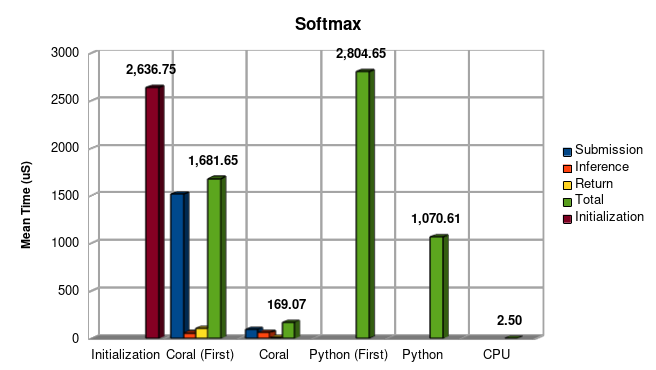 Softmax
3000
2500
2000
1500
1000
500
0
Mean Time (uS)
2,636.75
1,681.65
169.07
2,804.65
1,070.61
2.50
Initialization
Coral (First)
Coral
Python (First)
Python
CPU
Submission
Inference
Return
Total
Initialization